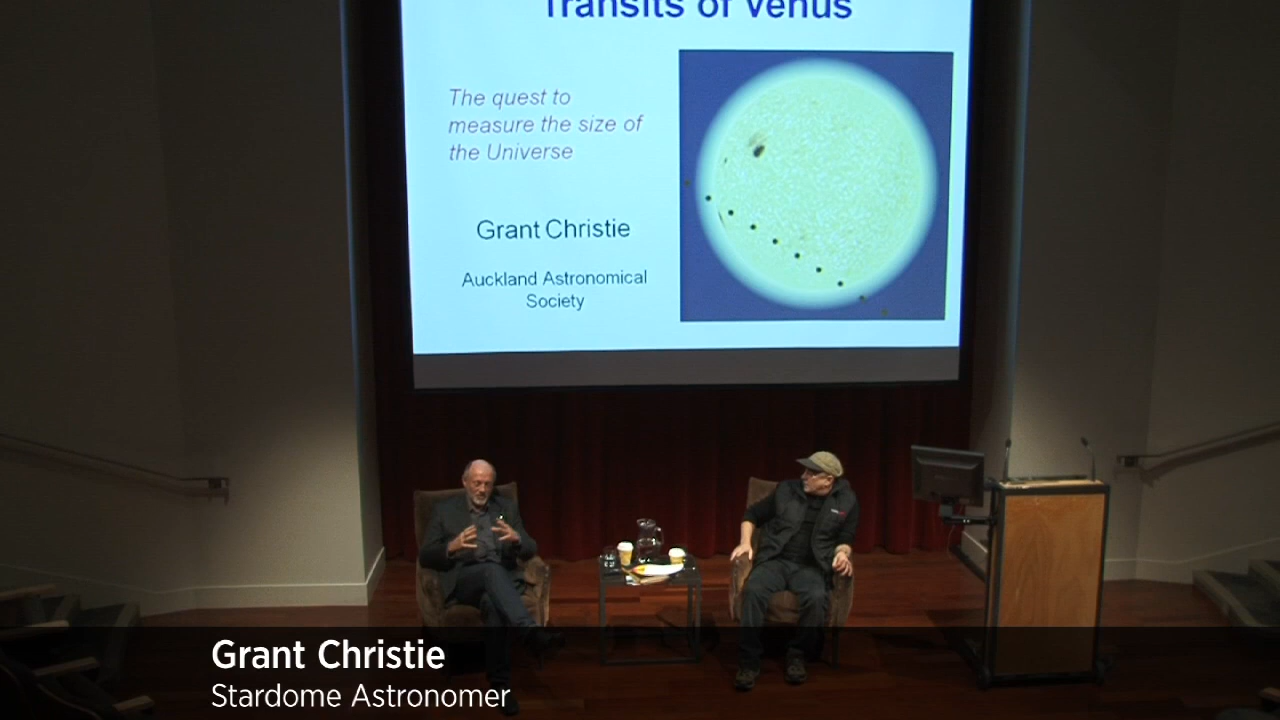 Transits of Venus
The quest to
measure the size of
the Universe
Grant Christie
Auckland Astronomical
Society
Grant Christie
Stardome Astronomer